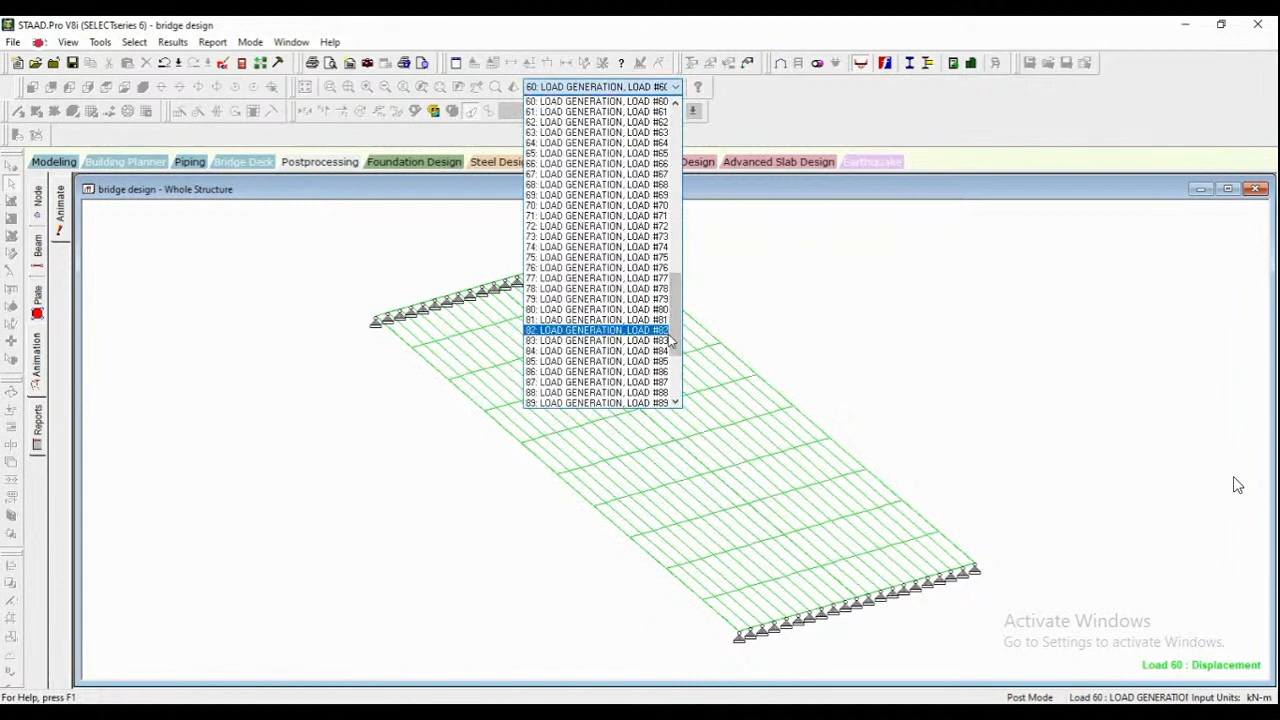 STAAD.Pro V8i (SELECTseries 6) - bridge design
File View Tools Select Results Report Mode Window Help
60: LOAD GENERATION, LOAD #60
60: LOAD GENERATION, LOAD #60
61: LOAD GENERATION, LOAD #61
62: LOAD GENERATION, LOAD #62
63: LOAD GENERATION, LOAD #63
64: LOAD GENERATION, LOAD #64
65: LOAD GENERATION, LOAD #65
66: LOAD GENERATION, LOAD #66
67: LOAD GENERATION, LOAD #67
68: LOAD GENERATION, LOAD #68
69: LOAD GENERATION, LOAD #69
70: LOAD GENERATION, LOAD #70
71: LOAD GENERATION, LOAD #71
72: LOAD GENERATION, LOAD #72
73: LOAD GENERATION, LOAD #73
74: LOAD GENERATION, LOAD #74
75: LOAD GENERATION, LOAD #75
76: LOAD GENERATION, LOAD #76
77: LOAD GENERATION, LOAD #77
78: LOAD GENERATION, LOAD #78
79: LOAD GENERATION, LOAD #79
80: LOAD GENERATION, LOAD #80
81: LOAD GENERATION, LOAD #81
82: LOAD GENERATION, LOAD #82
83: LOAD GENERATION, LOAD #83
84: LOAD GENERATION, LOAD #84
85: LOAD GENERATION, LOAD #85
86: LOAD GENERATION, LOAD #86
87: LOAD GENERATION, LOAD #87
88: LOAD GENERATION, LOAD #88
89: LOAD GENERATION, LOAD #89
Modeling Building Planner Piping Bridge Deck Postprocessing Foundation Design Steel Desi Design Advanced Slab Design Earthquake
bridge design - Whole Structure
Node
Beam
Plate
Animation
Reports
Animate
Activate Windows
Go to Settings to activate Windows.
Load 60 : Displacement
For Help, press F1 Post Mode Load 60 : LOAD GENERATION Input Units: kN-m